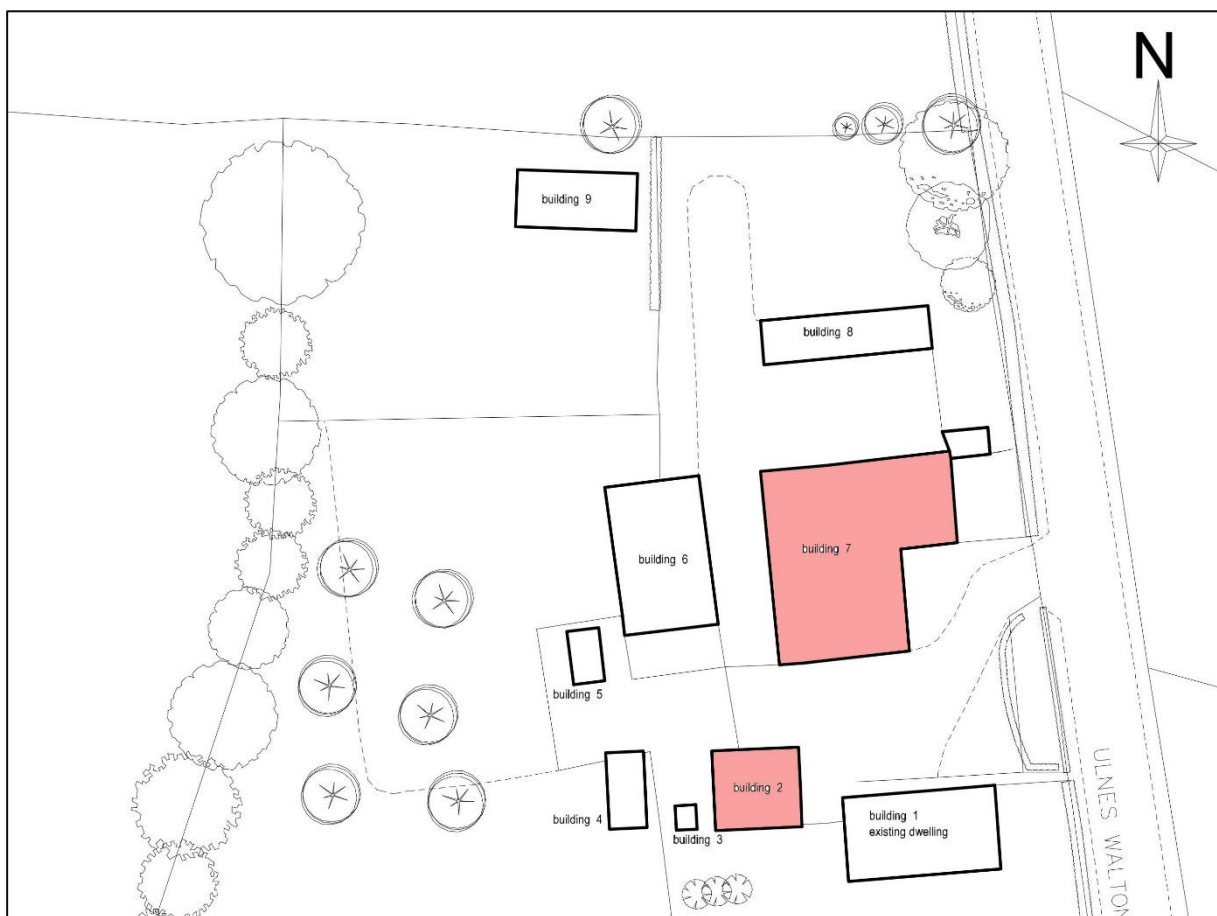 N
building 9
building 8
building 7
building 6
building 5
building 2
building 4
building 3
building 1
existing dwelling
ULNES WALTON